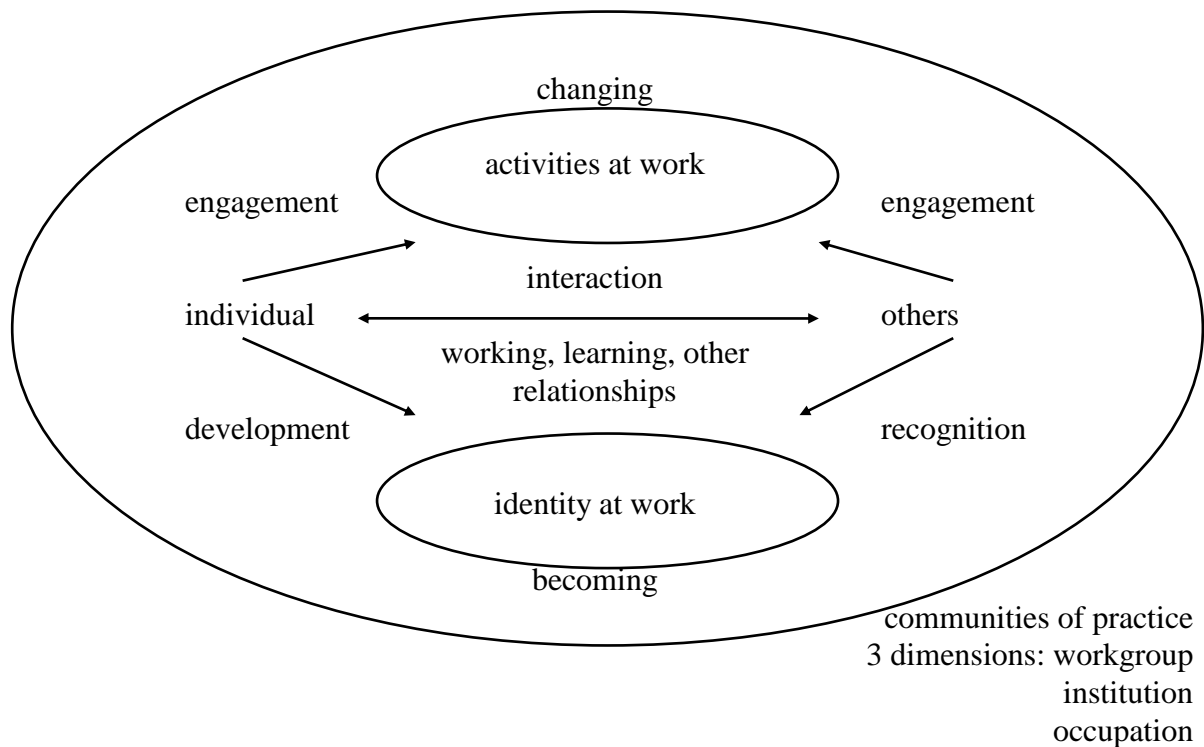 changing
activities at work
engagement
engagement
interaction
individual
others
working, learning, other
relationships
development
recognition
identity at work
becoming
communities of practice
3 dimensions: workgroup
institution
occupation